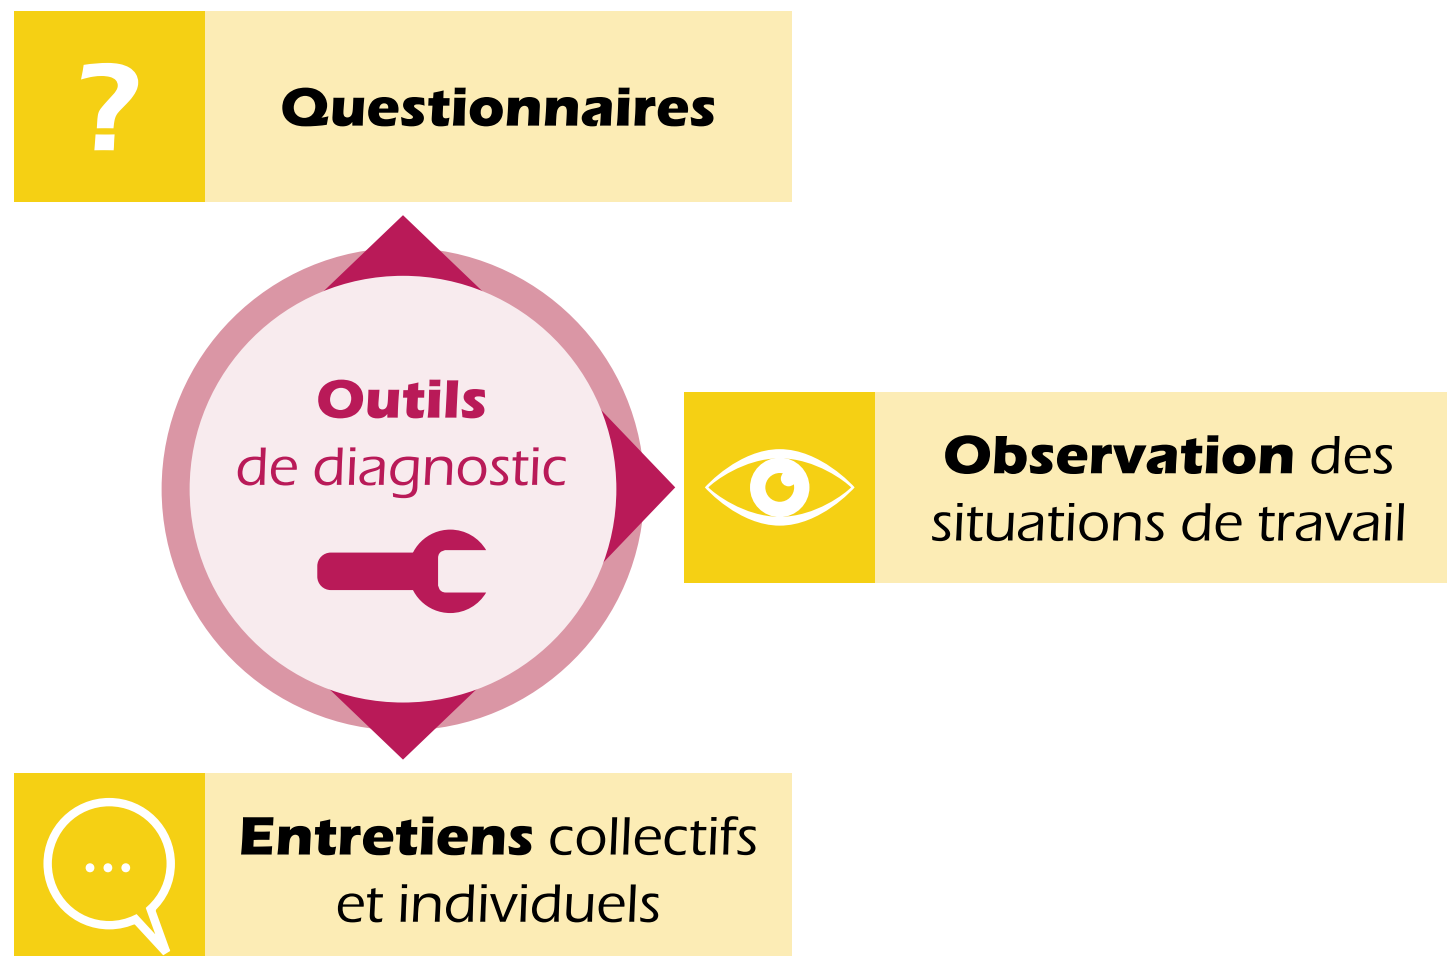 ?
Questionnaires
Outils
de diagnostic
Observation des
situations de travail
...
Entretiens collectifs
et individuels